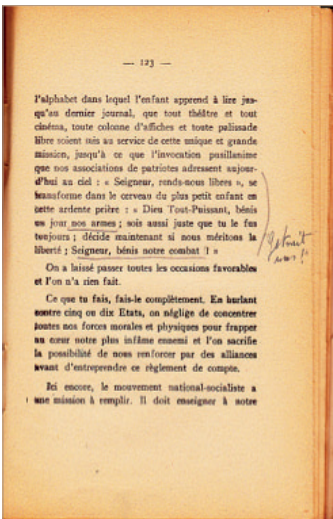 — 123 —
l'alphabet dans lequel l'enfant apprend à lire jus-
qu'au dernier journal, que tout théâtre et tout
cinéma, toute colonne d'affiches et toute palissade
libre soient mis au service de cette unique et grande
mission, jusqu'à ce que l'invocation pusillanime
que nos associations de patriotes adressent aujour-
d'hui au ciel : « Seigneur, rends-nous libres », se
transforme dans le cerveau du plus petit enfant en
cette ardente prière : « Dieu Tout-Puissant, bénis
un jour nos armes ; sois aussi juste que tu le fus
toujours ; décide maintenant si nous méritons la
liberté ; Seigneur, bénis notre combat ! »
On a laissé passer toutes les occasions favorables
et l'on n'a rien fait.
Ce que tu fais, fais-le complètement. En hurlant
contre cinq ou dix Etats, on néglige de concentrer
toutes nos forces morales et physiques pour frapper
au cœur notre plus infâme ennemi et l'on sacrifie
la possibilité de nous renforcer par des alliances
avant d'entreprendre ce règlement de compte.
Ici encore, le mouvement national-socialiste a
une mission à remplir. Il doit enseigner à notre